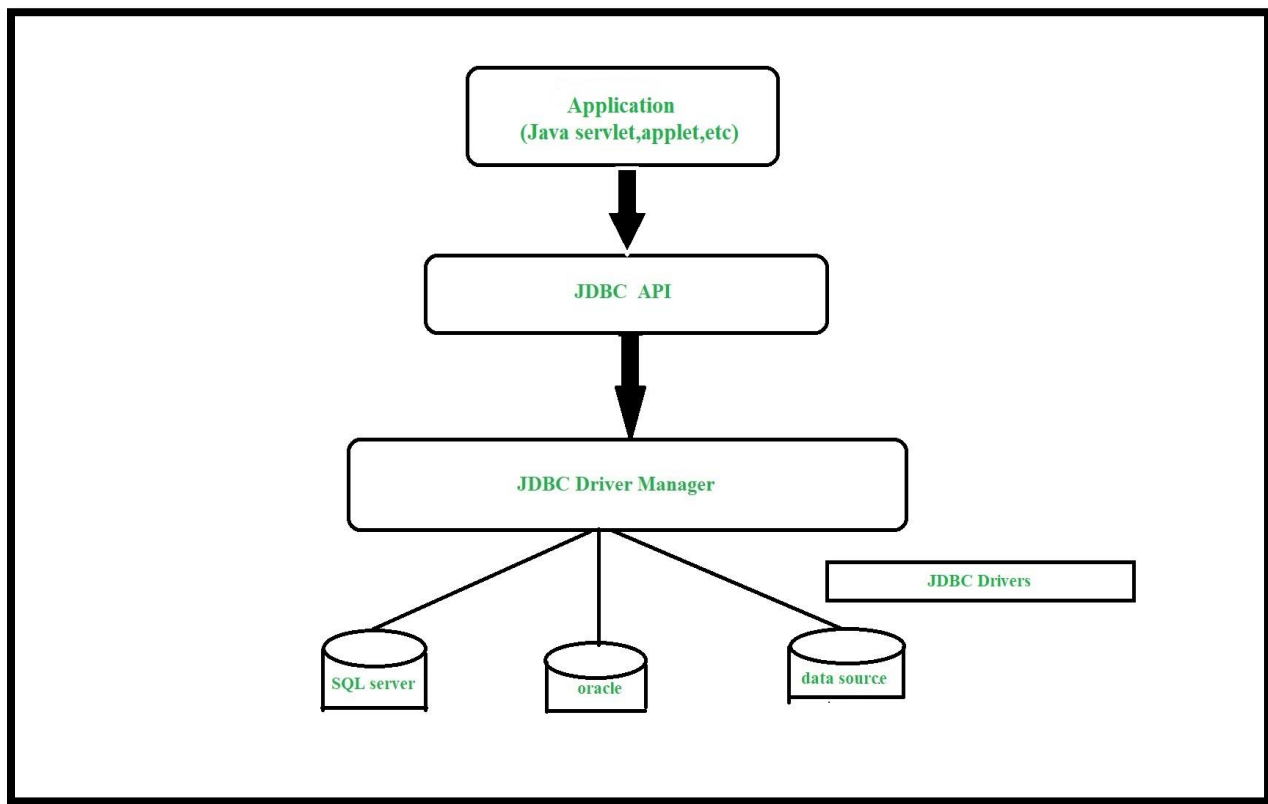 Application
(Java servlet,applet,etc)
JDBC API
JDBC Driver Manager
JDBC Drivers
SQL server
oracle
data source